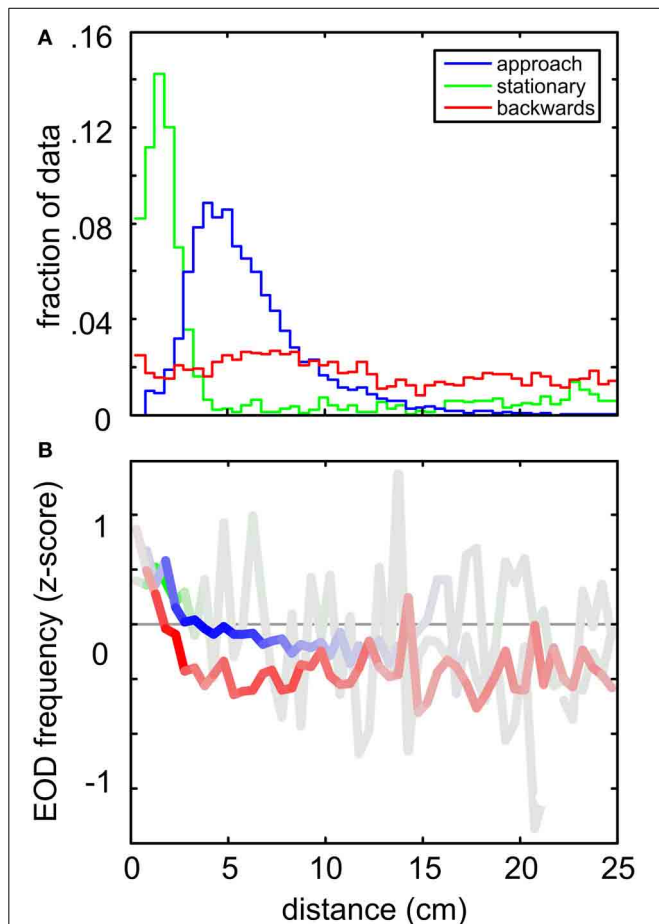 A
.16
.12
.08
.04
0
fraction of data
approach
stationary
backwards
B
1
0
-1
EOD frequency (z-score)
0 5 10 15 20 25
distance (cm)